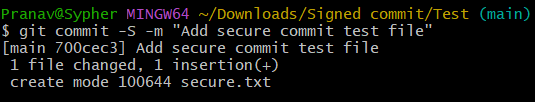 Pranav@Sypher MINGW64 ~/Downloads/Signed commit/Test (main)
$ git commit -S -m "Add secure commit test file"
[main 700cec3] Add secure commit test file
 1 file changed, 1 insertion(+)
 create mode 100644 secure.txt